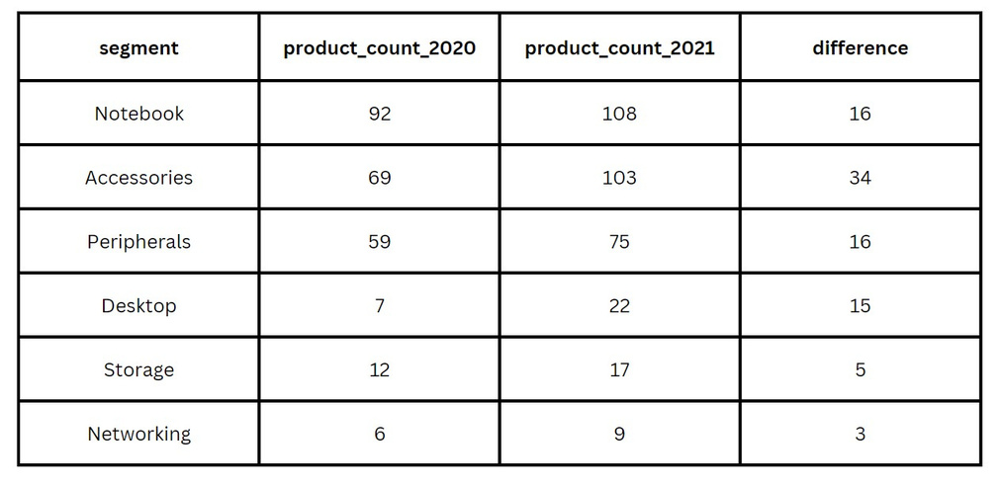 segment product_count_2020 product_count_2021 difference
Notebook 92 108 16
Accessories 69 103 34
Peripherals 59 75 16
Desktop 7 22 15
Storage 12 17 5
Networking 6 9 3